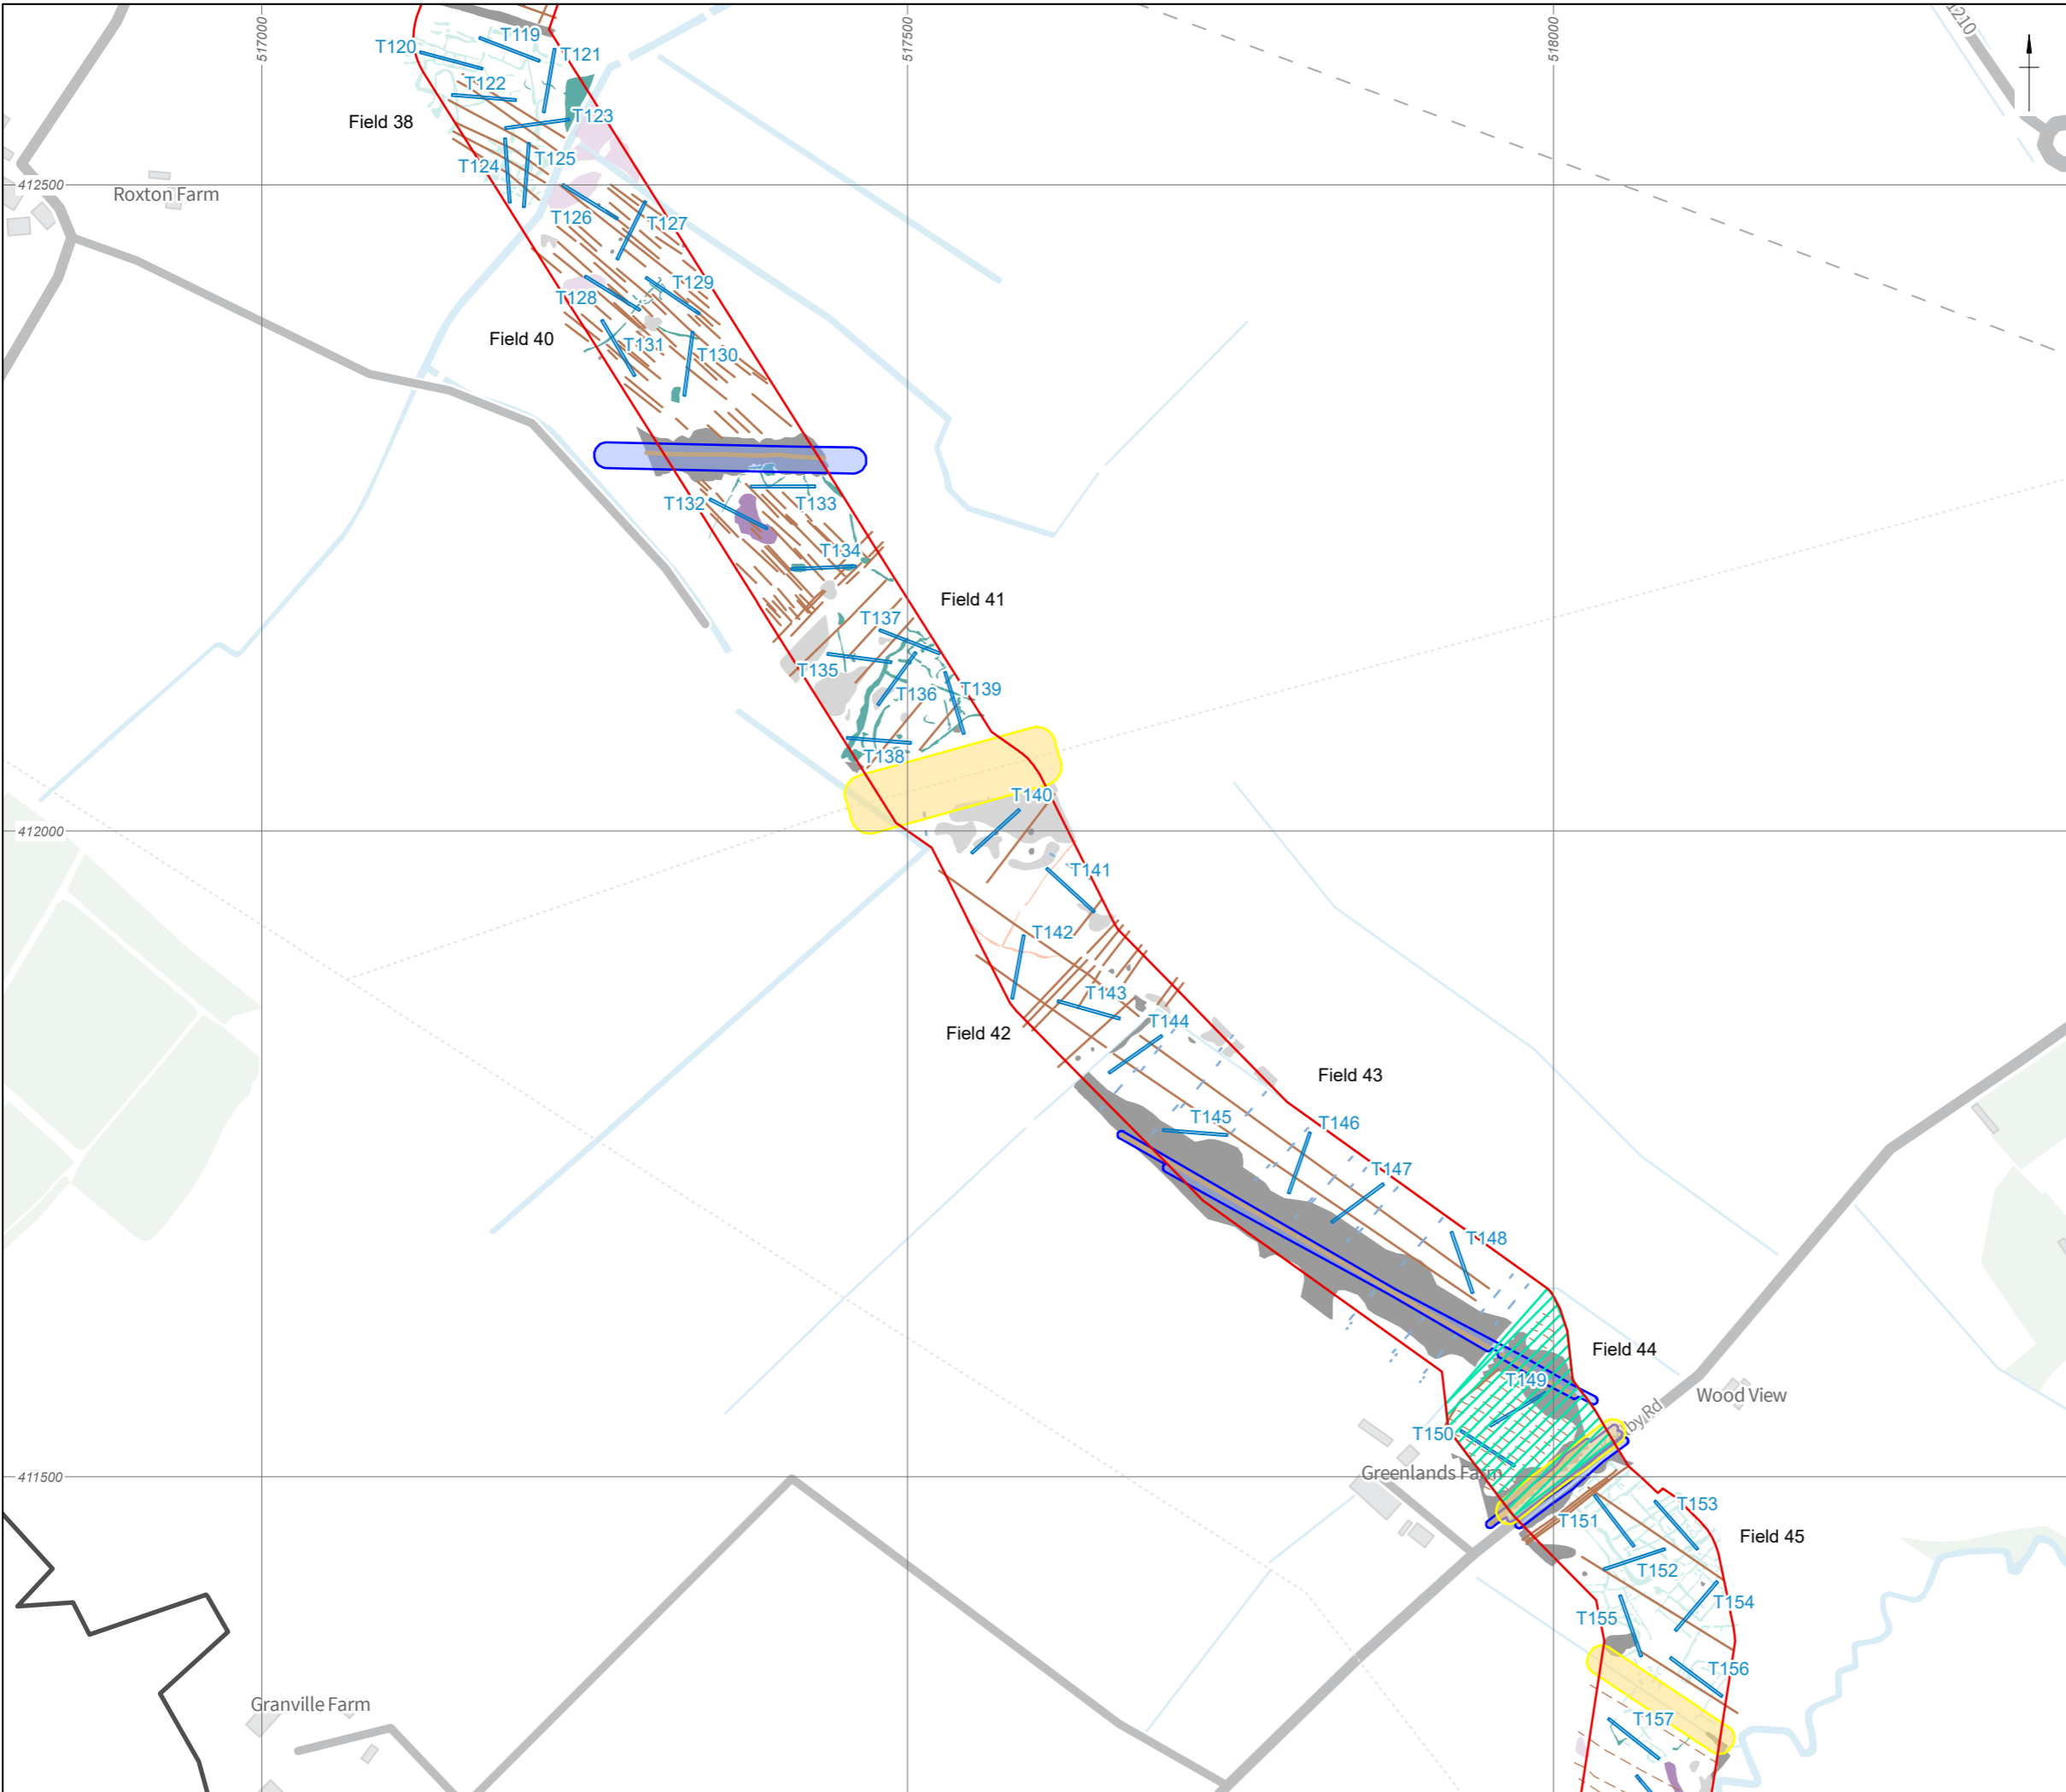 517000
517500
518000
1210
T119
T120
T121
T122
T123
Field 38
T124
T125
412500
Roxton Farm
T126
T127
T128
T129
Field 40
T131
T130
T132
T133
T134
Field 41
T137
T135
T136
T139
T138
T140
412000
T141
T142
T143
Field 42
T144
Field 43
T145
T146
T147
T148
Field 44
T149
Wood View
by Rd
T150
Greenlands Farm
411500
T151
T153
Field 45
T152
T154
T155
T156
Granville Farm
T157